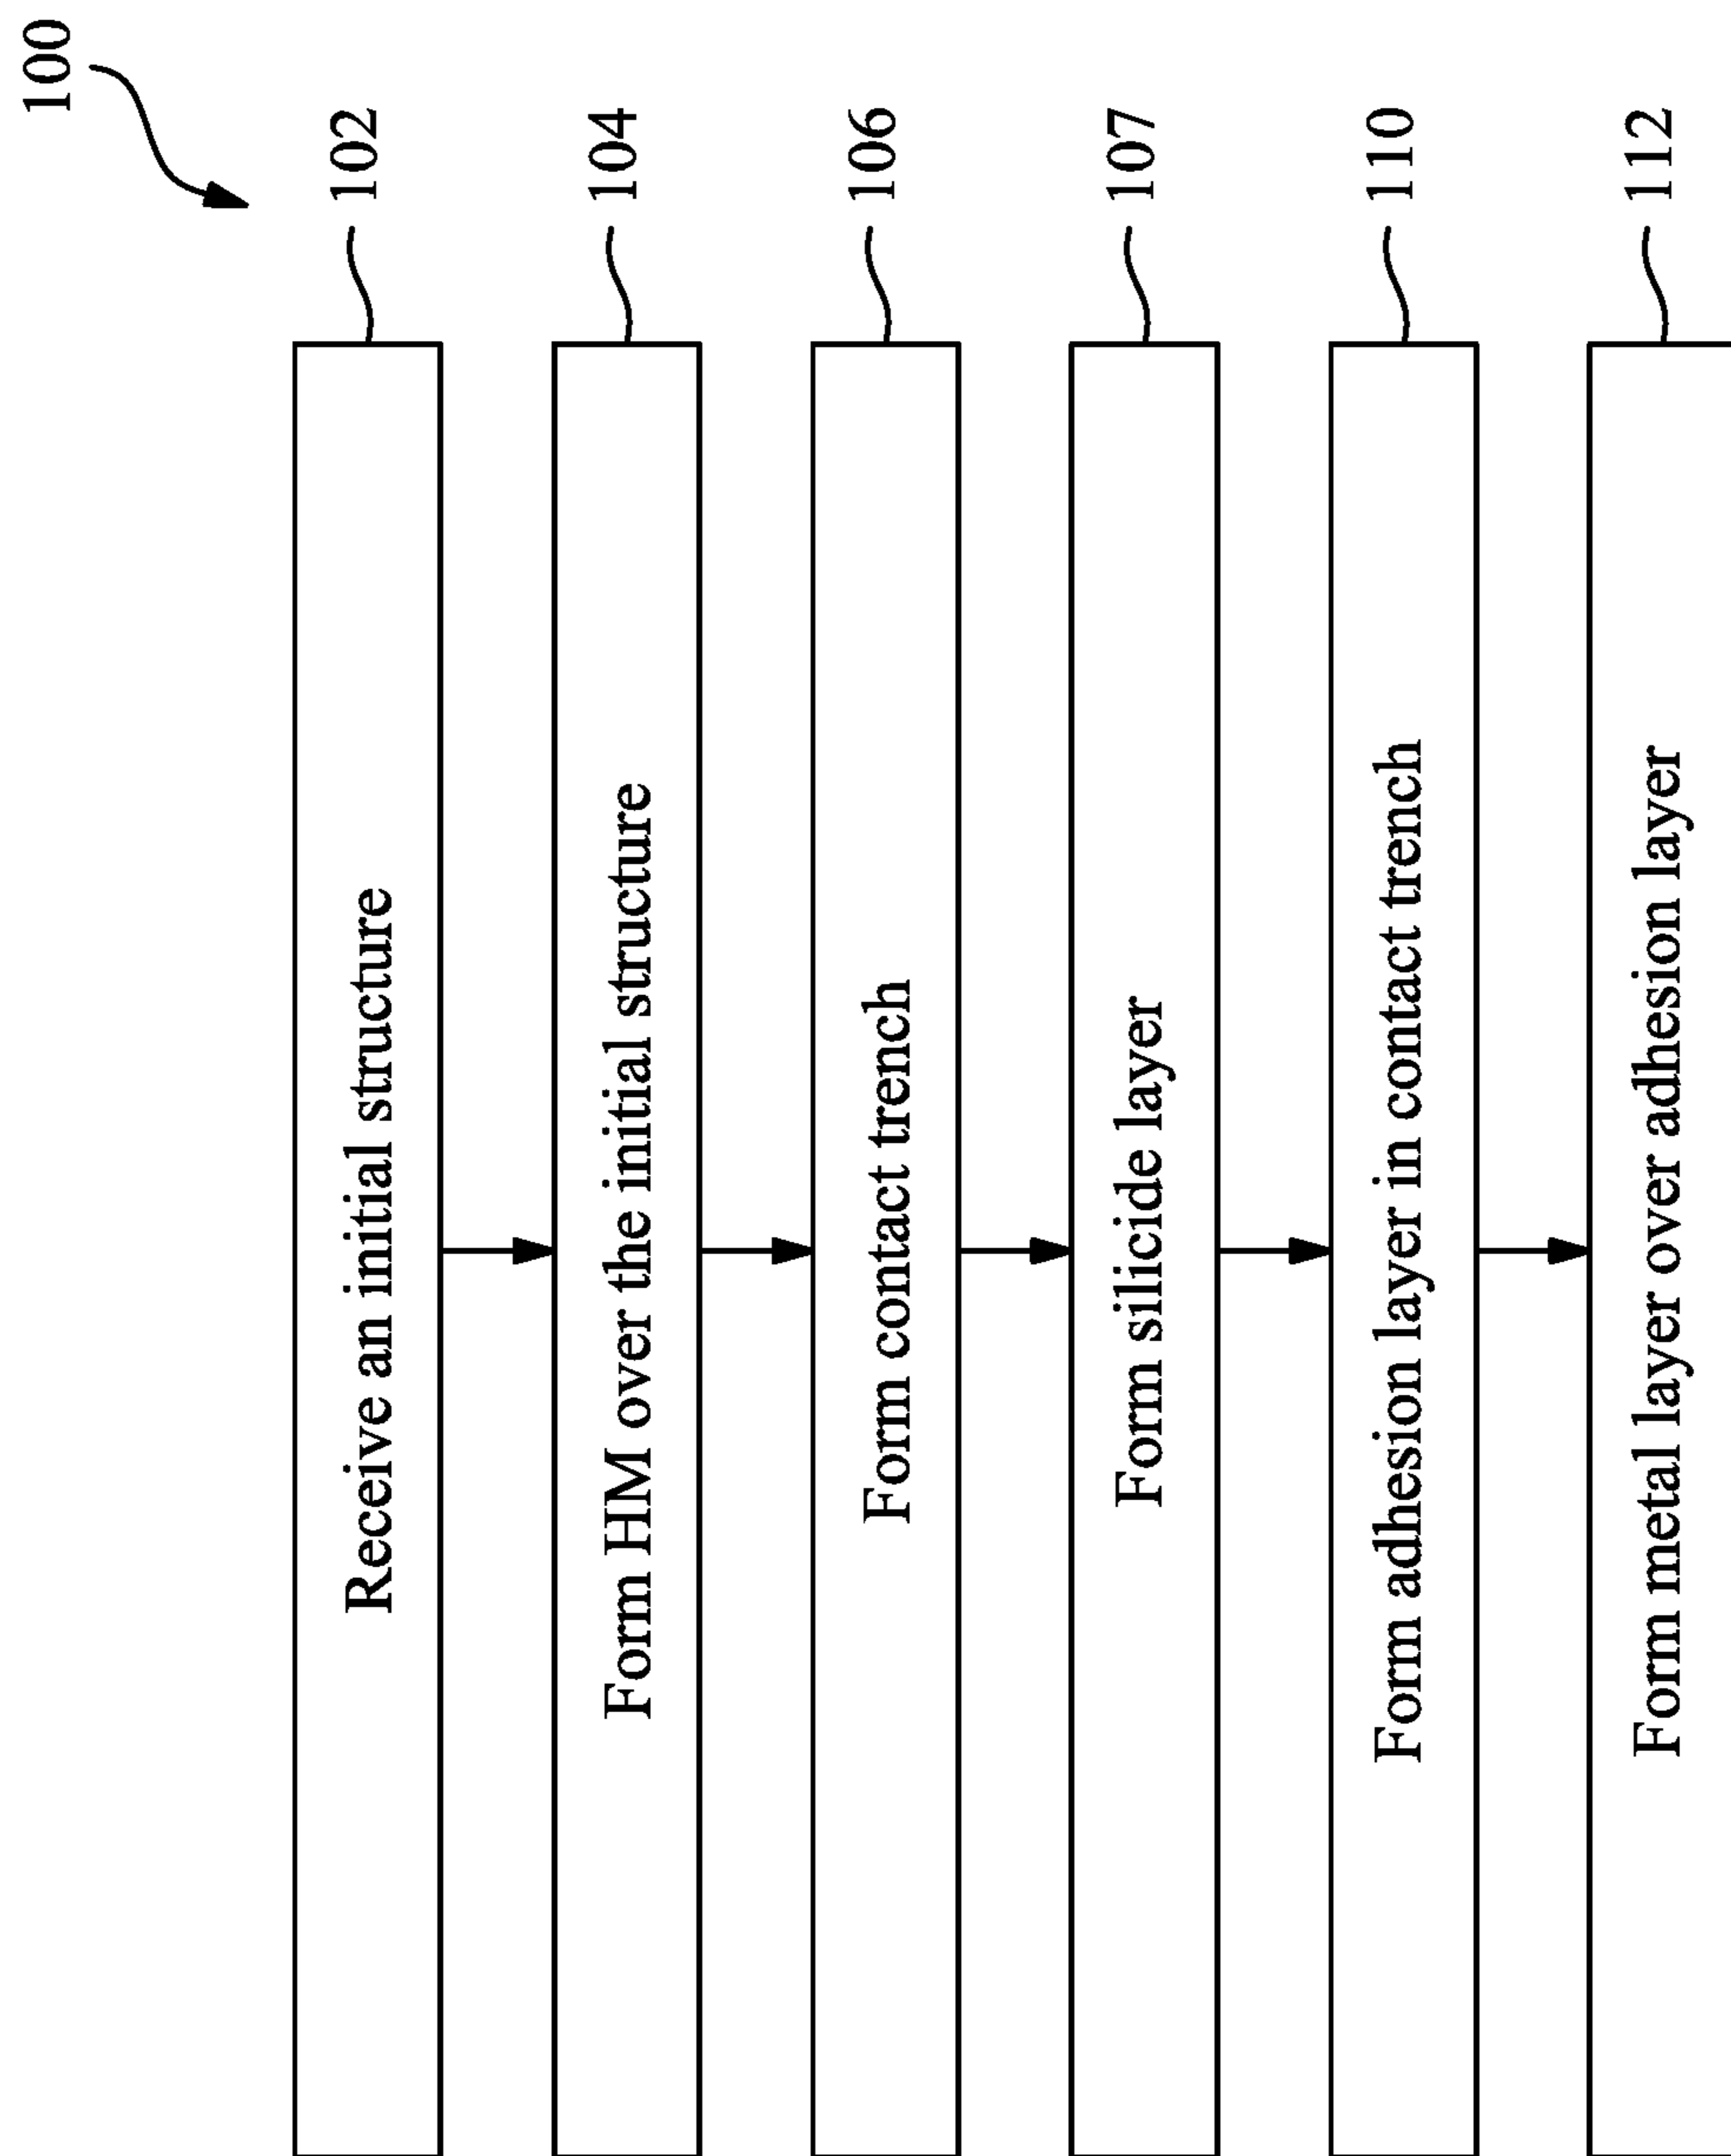 100
Receive an initial structure
102
Form HM over the initial structure
104
Form contact trench
106
Form silicide layer
107
Form adhesion layer in contact trench
110
Form metal layer over adhesion layer
112